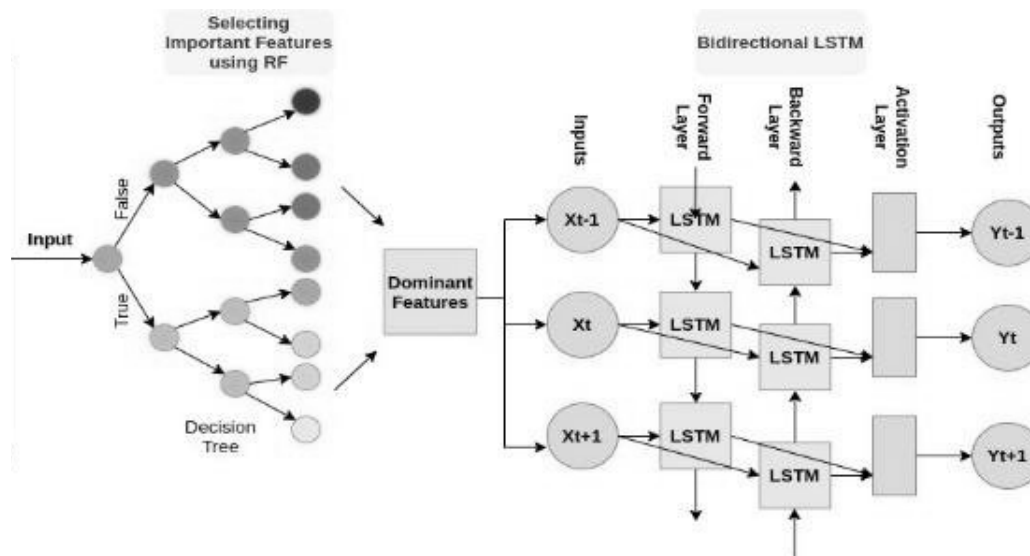 Selecting
Important Features
using RF
Bidirectional LSTM
Inputs
Forward
Layer
Backward
Layer
Activation
Layer
Outputs
Input
False
True
Decision
Tree
Dominant
Features
Xt-1
LSTM
LSTM
Yt-1
Xt
LSTM
LSTM
Yt
Xt+1
LSTM
LSTM
Yt+1